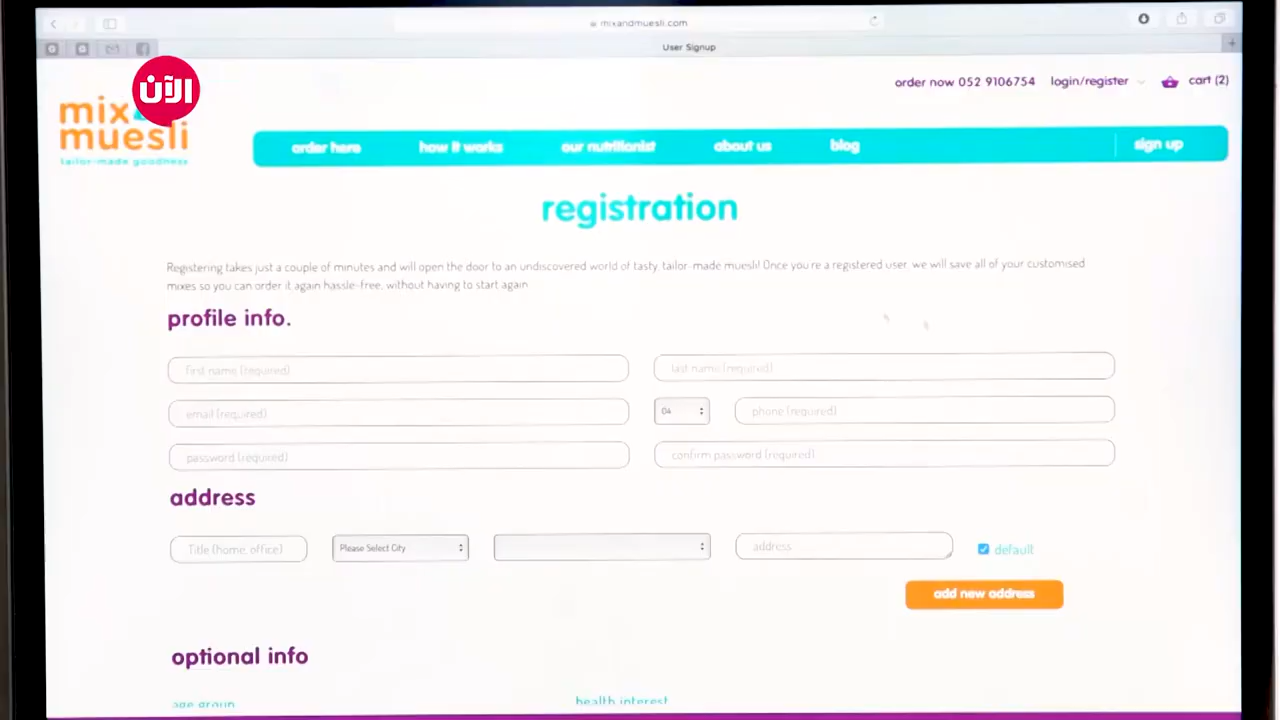 mixandmuesli.com
User Signup
الآن
order now 052 9106754 login/register cart (2)
mix
muesli
tailor-made goodness
order here how it works our nutritionist about us blog sign up
registration
Registering takes just a couple of minutes and will open the door to an undiscovered world of tasty, tailor-made muesli! Once you're a registered user, we will save all of your customised
mixes so you can order it again hassle-free, without having to start again
profile info.
first name (required) last name (required)
email (required) 04 phone (required)
password (required) confirm password (required)
address
Title (home, office) Please Select City address default
add new address
optional info
age group health interest